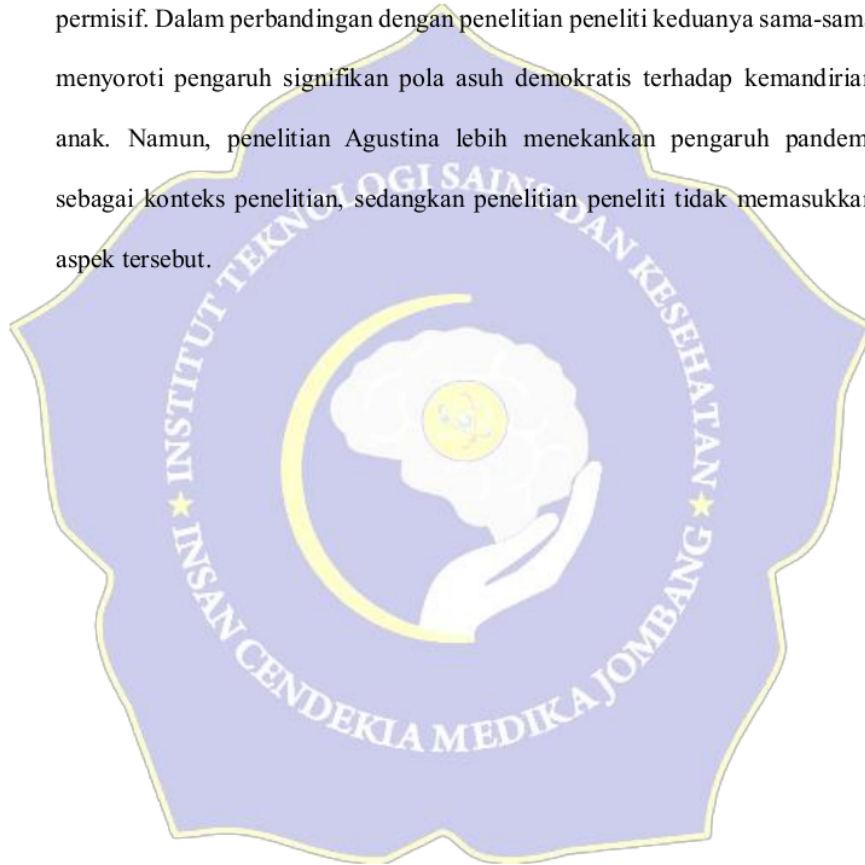 permisif. Dalam perbandingan dengan penelitian peneliti keduanya sama-sam
menyoroti pengaruh signifikan pola asuh demokratis terhadap kemandirian
anak. Namun, penelitian Agustina lebih menekankan pengaruh pandem
sebagai konteks penelitian, sedangkan penelitian peneliti tidak memasukkan
aspek tersebut.
INSTITUT TEKNOLOGI SAINS DAN KESEHATAN
INSAN CENDEKIA MEDIKA JOMBANG